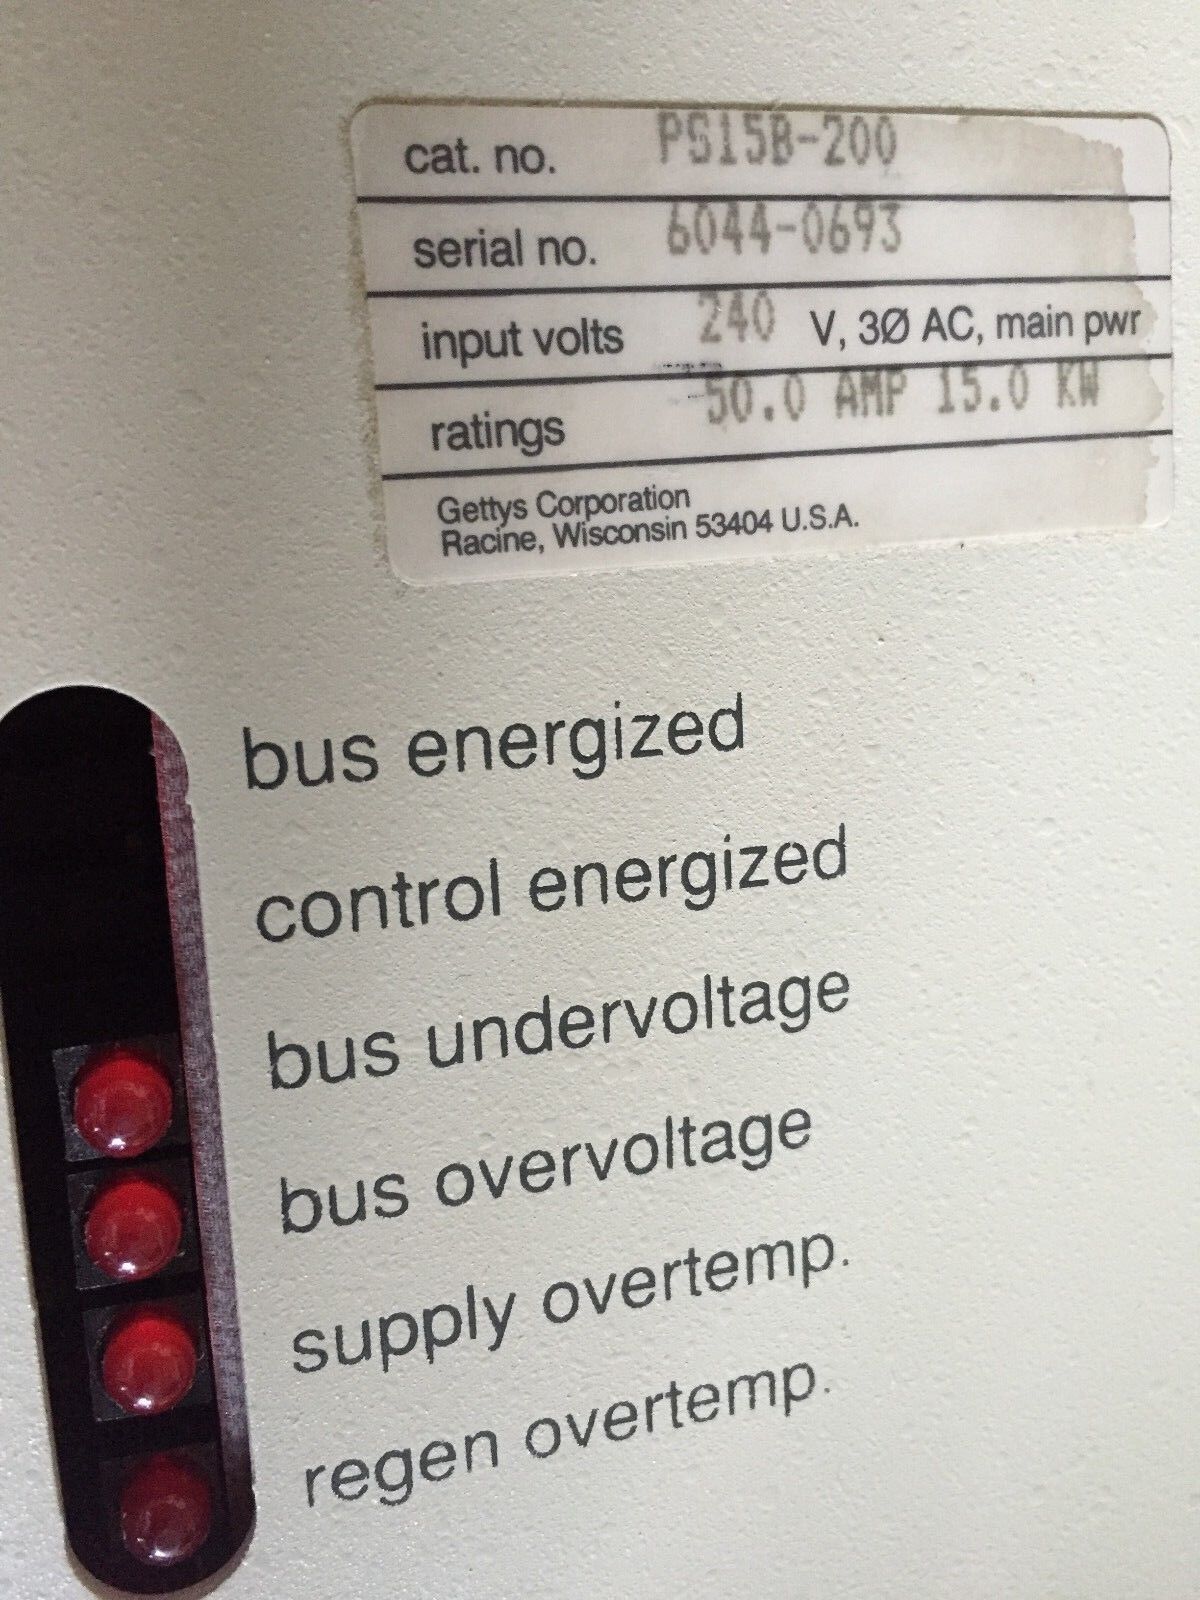 cat. no. PS15B-200
serial no. 6044-0693
input volts 240 V, 3Ø AC, main pwr
ratings 50.0 AMP 15.0 KW
Gettys Corporation
Racine, Wisconsin 53404 U.S.A.
bus energized
control energized
bus undervoltage
bus overvoltage
supply overtemp.
regen overtemp.